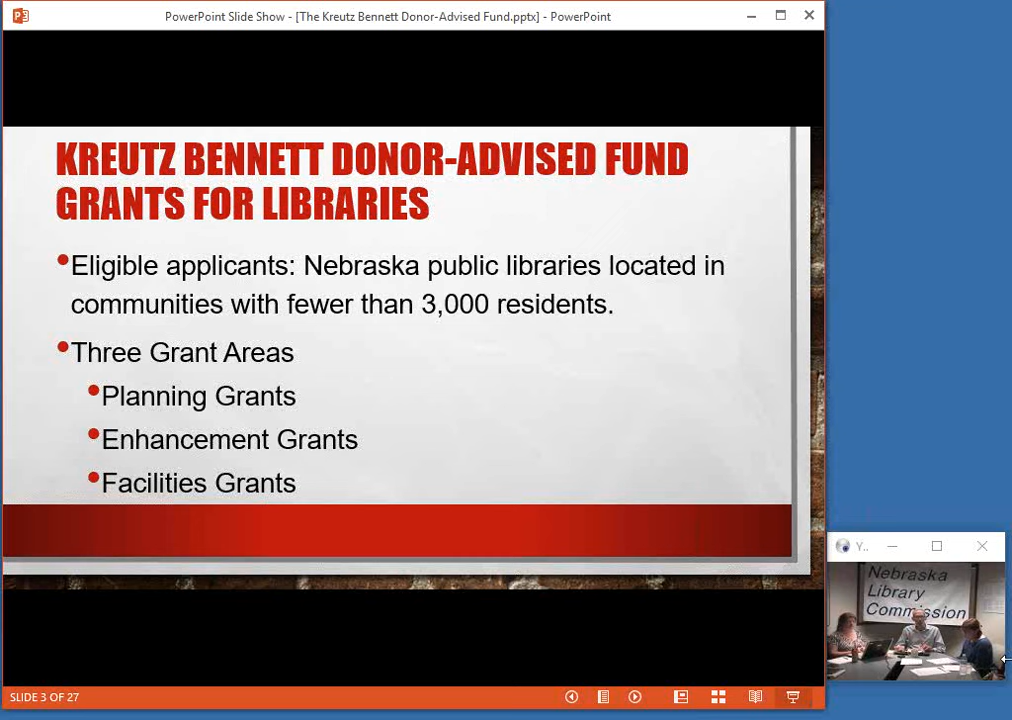 PowerPoint Slide Show - [The Kreutz Bennett Donor-Advised Fund.pptx] - PowerPoint
KREUTZ BENNETT DONOR-ADVISED FUND
GRANTS FOR LIBRARIES
•Eligible applicants: Nebraska public libraries located in
communities with fewer than 3,000 residents.
•Three Grant Areas
•Planning Grants
•Enhancement Grants
•Facilities Grants
Y..
Nebraska
Library
Commission
SLIDE 3 OF 27